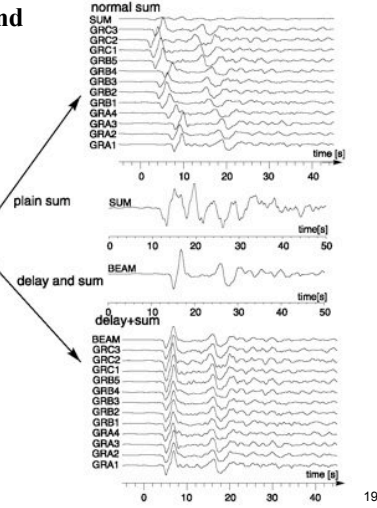 nd
normal sum
SUM
GRC3
GRC2
GRC1
GRB5
GRB4
GRB3
GRB2
GRB1
GRA4
GRA3
GRA2
GRA1
time [s]
0 10 20 30 40
plain sum
SUM
time[s]
0 10 20 30 40 50
BEAM
delay and sum
time[s]
0 10 20 30 40 50
delay+sum
BEAM
GRC3
GRC2
GRC1
GRB5
GRB4
GRB3
GRB2
GRB1
GRA4
GRA3
GRA2
GRA1
time [s]
0 10 20 30 40
19